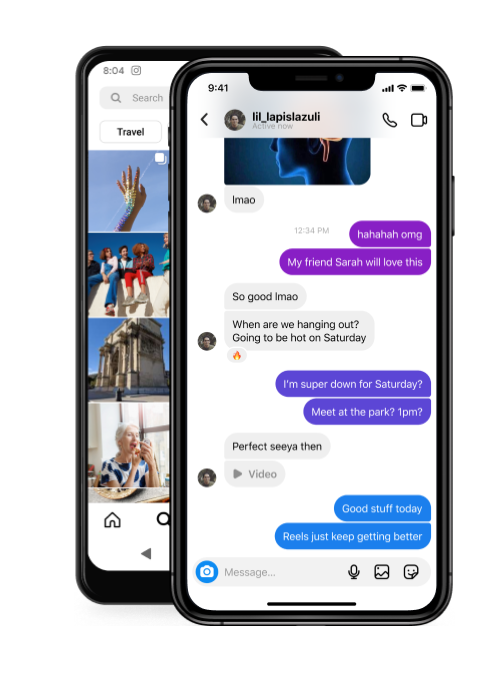 8:04
Search
Travel
9:41
lil_lapislazuli
Active now
lmao
12:34 PM
hahahah omg
My friend Sarah will love this
So good lmao
When are we hanging out?
Going to be hot on Saturday
I'm super down for Saturday?
Meet at the park? 1pm?
Perfect seeya then
Video
Good stuff today
Reels just keep getting better
Message...